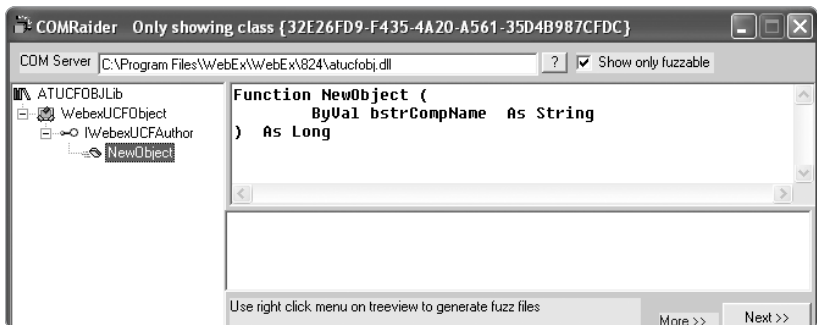 COMRaider Only showing class {32E26FD9-F435-4A20-A561-35D4B987CFDC}
COM Server C:\Program Files\WebEx\WebEx\824\atucfobj.dll ? Show only fuzzable
ATUCFOBJLib
WebexUCFObject
IWebexUCFAuthor
NewObject
Function NewObject (
ByVal bstrCompName As String
) As Long
Use right click menu on treeview to generate fuzz files
More >> Next >>